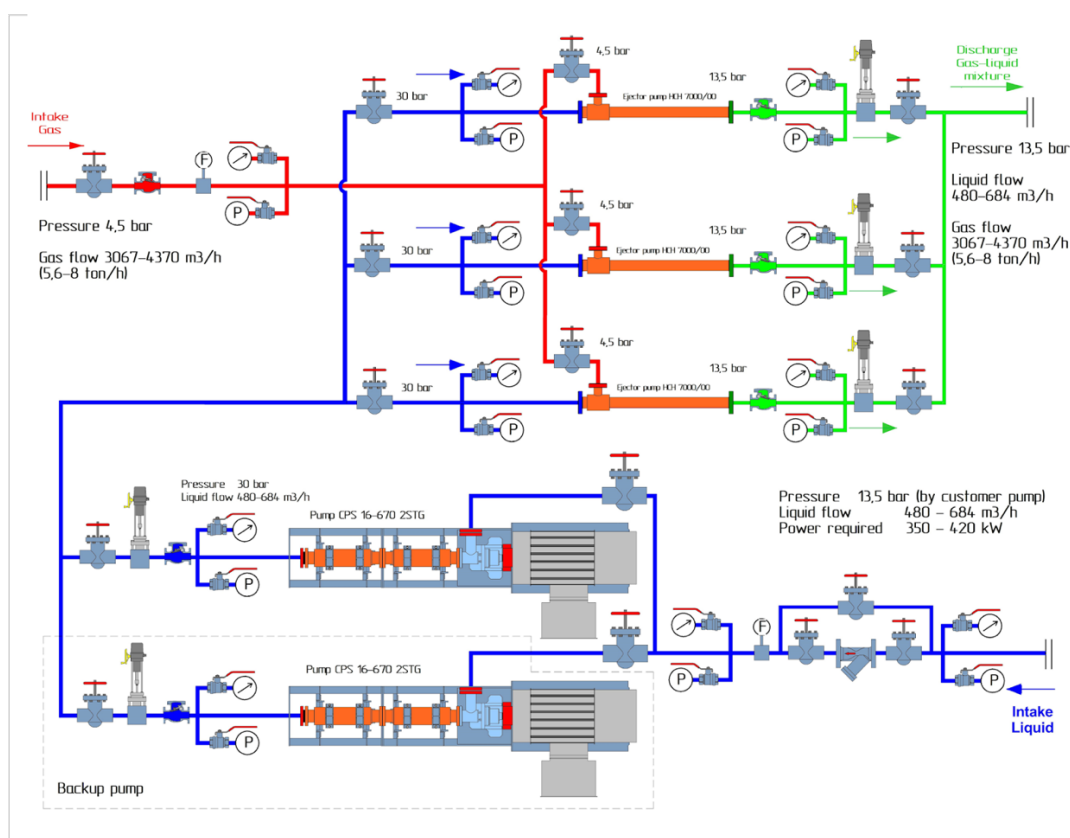 Intake
Gas
F
P
Pressure 4,5 bar
Gas flow 3067-4370 m3/h
(5,6-8 ton/h)
30 bar
P
4,5 bar
Ejector pump HCH 7000/00
13,5 bar
P
Discharge
Gas-liquid
mixture
Pressure 13,5 bar
Liquid flow
480-684 m3/h
Gas flow
3067-4370 m3/h
(5,6-8 ton/h)
30 bar
P
4,5 bar
Ejector pump HCH 7000/00
13,5 bar
P
30 bar
P
4,5 bar
Ejector pump HCH 7000/00
13,5 bar
P
Pressure 30 bar
Liquid flow 480-684 m3/h
Pump CPS 16-670 2STG
P
Pressure 13,5 bar (by customer pump)
Liquid flow 480 - 684 m3/h
Power required 350 - 420 kW
F
P
P
Intake
Liquid
Pump CPS 16-670 2STG
P
Backup pump